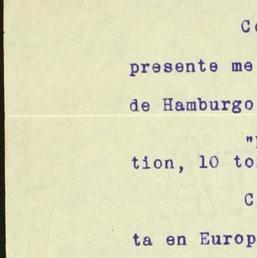 presente me
de Hamburgo
tion, 10 to
ta en Europ